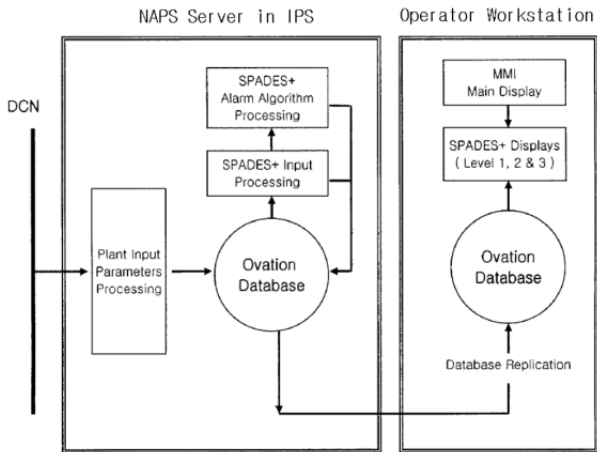 NAPS Server in IPS
Operator Workstation
DCN
SPADES+
Alarm Algorithm
Processing
SPADES+ Input
Processing
Plant Input
Parameters
Processing
Ovation
Database
MMI
Main Display
SPADES+ Displays
( Level 1, 2 & 3 )
Ovation
Database
Database Replication